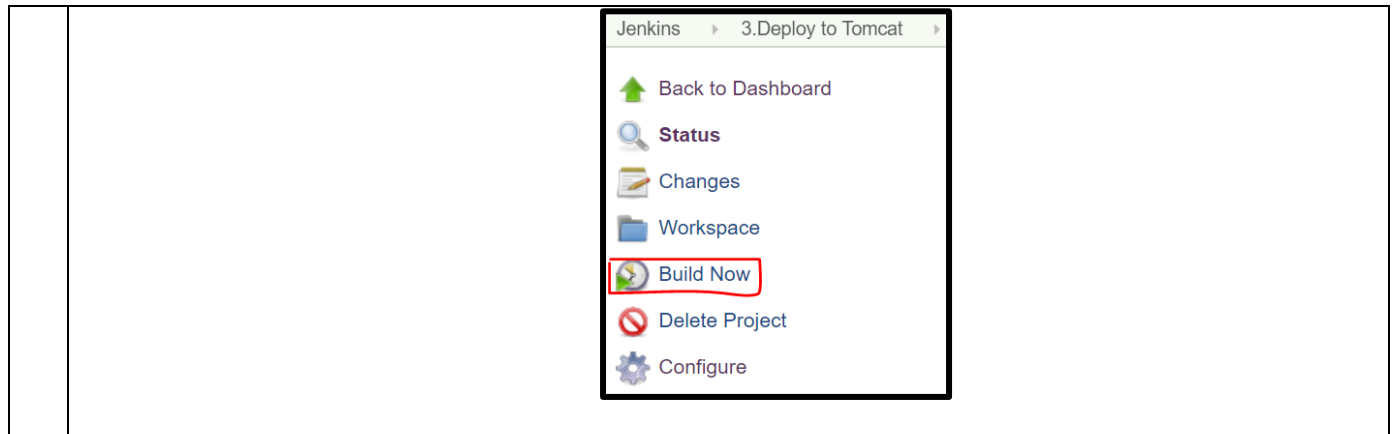 Jenkins 3.Deploy to Tomcat
Back to Dashboard
Status
Changes
Workspace
Build Now
Delete Project
Configure